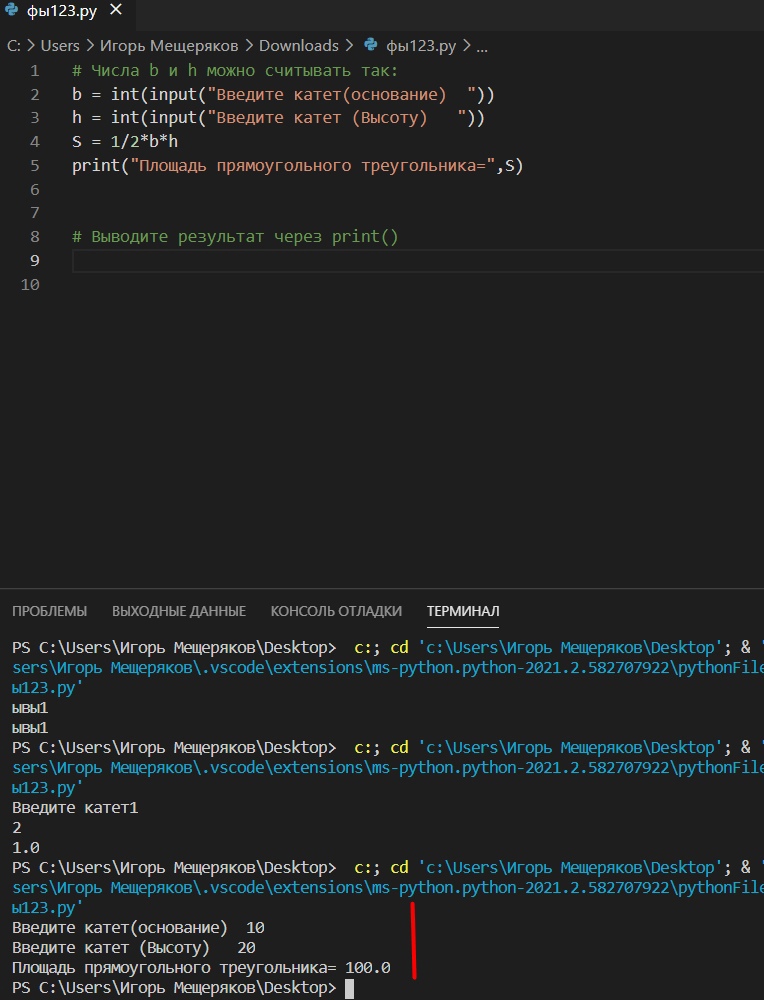 фы123.py
C: > Users > Игорь Мещеряков > Downloads > фы123.py > ...
1 # Числа b и h можно считывать так:
2 b = int(input("Введите катет(основание)  "))
3 h = int(input("Введите катет (Высоту)   "))
4 S = 1/2*b*h
5 print("Площадь прямоугольного треугольника=",S)
6
7
8 # Выводите результат через print()
9
10
ПРОБЛЕМЫ ВЫХОДНЫЕ ДАННЫЕ КОНСОЛЬ ОТЛАДКИ ТЕРМИНАЛ
PS C:\Users\Игорь Мещеряков\Desktop>  c:; cd 'c:\Users\Игорь Мещеряков\Desktop'; & '
sers\Игорь Мещеряков\.vscode\extensions\ms-python.python-2021.2.582707922\pythonFile
ы123.py'
ывы1
ывы1
PS C:\Users\Игорь Мещеряков\Desktop>  c:; cd 'c:\Users\Игорь Мещеряков\Desktop'; & '
sers\Игорь Мещеряков\.vscode\extensions\ms-python.python-2021.2.582707922\pythonFile
ы123.py'
Введите катет1
2
1.0
PS C:\Users\Игорь Мещеряков\Desktop>  c:; cd 'c:\Users\Игорь Мещеряков\Desktop'; & '
sers\Игорь Мещеряков\.vscode\extensions\ms-python.python-2021.2.582707922\pythonFile
ы123.py'
Введите катет(основание)  10
Введите катет (Высоту)   20
Площадь прямоугольного треугольника= 100.0
PS C:\Users\Игорь Мещеряков\Desktop>